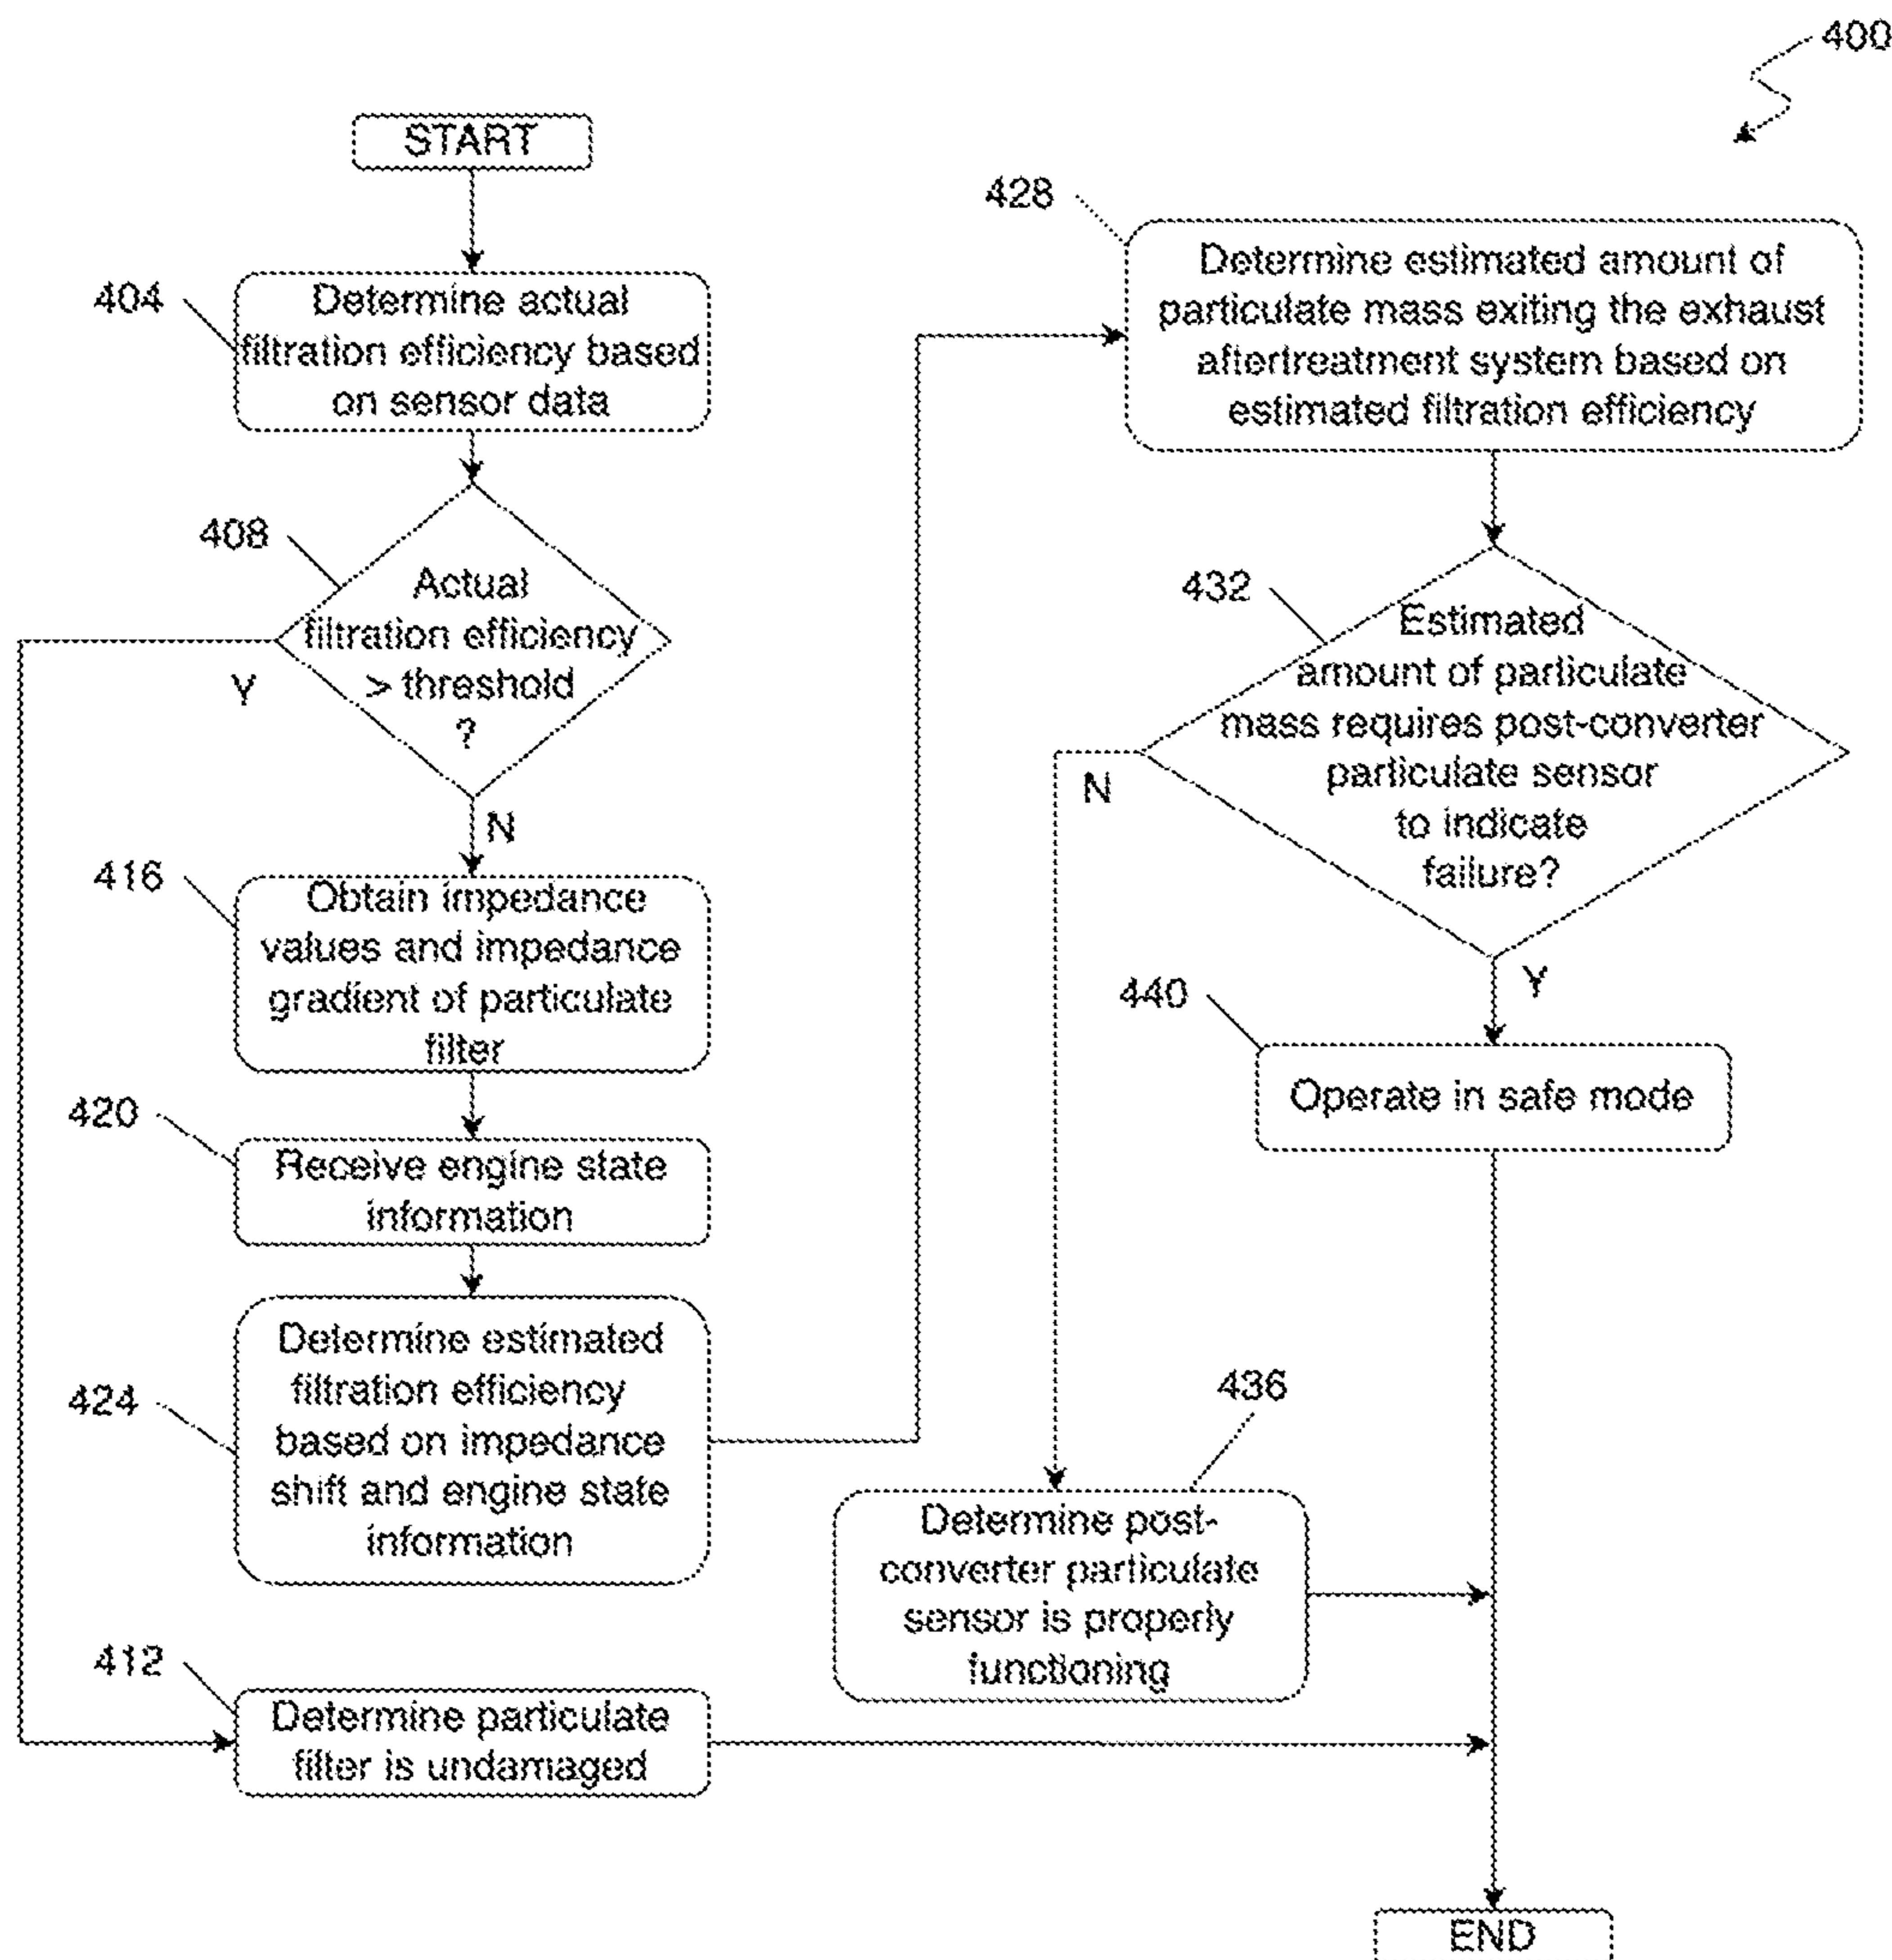 400
START
404
Determine actual
filtration efficiency based
on sensor data
408
Actual
filtration efficiency
> threshold
?
Y
N
416
Obtain impedance
values and impedance
gradient of particulate
filter
420
Receive engine state
information
424
Determine estimated
filtration efficiency
based on impedance
shift and engine state
information
412
Determine particulate
filter is undamaged
428
Determine estimated amount of
particulate mass exiting the exhaust
aftertreatment system based on
estimated filtration efficiency
432
Estimated
amount of particulate
mass requires post-converter
particulate sensor
to indicate
failure?
N
Y
440
Operate in safe mode
436
Determine post-
converter particulate
sensor is properly
functioning
END